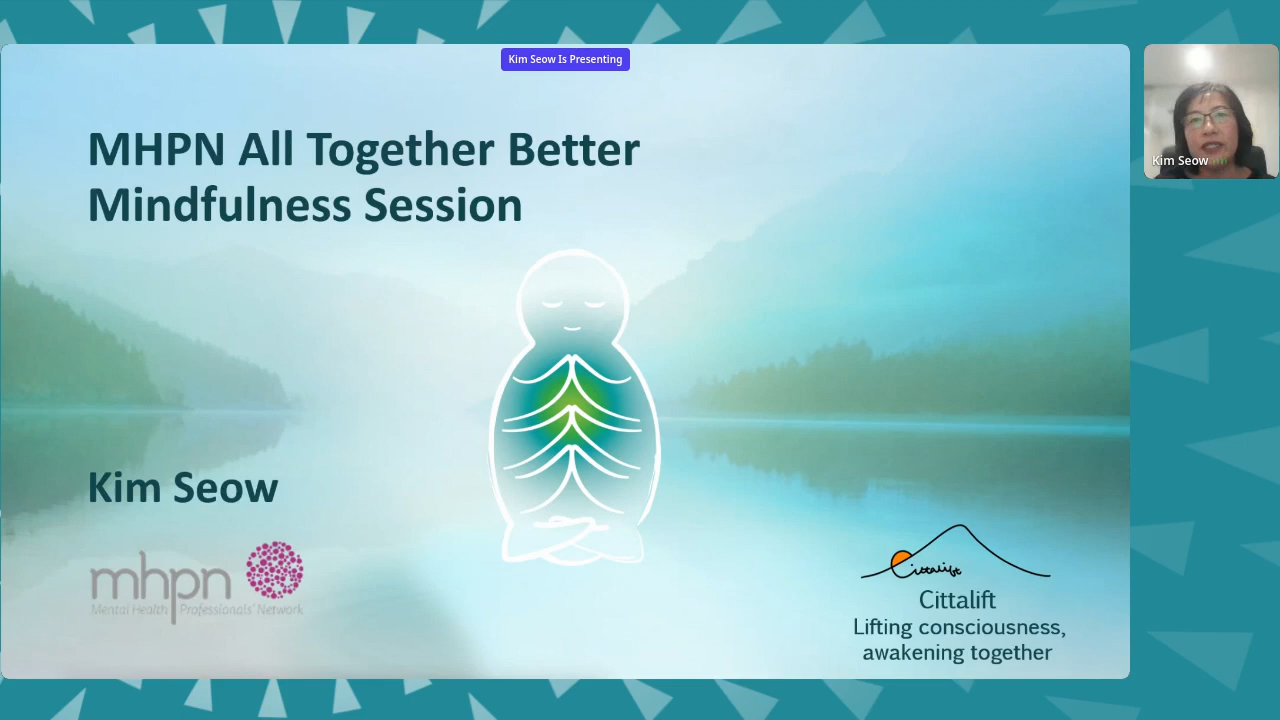 Kim Seow Is Presenting
MHPN All Together Better
Mindfulness Session
Kim Seow
Kim Seow
mhpn
Mental Health Professionals' Network
Cittalift
Cittalift
Lifting consciousness,
awakening together